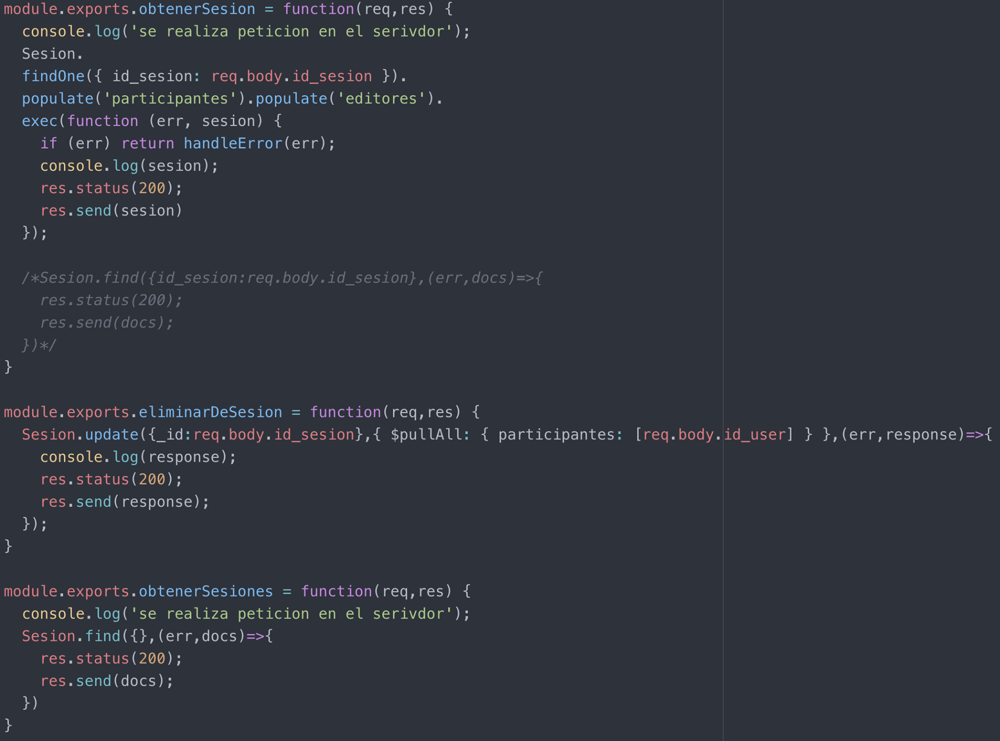 module.exports.obtenerSesion = function(req,res) {
  console.log('se realiza peticion en el serivdor');
  Sesion.
  findOne({ id_sesion: req.body.id_sesion }).
  populate('participantes').populate('editores').
  exec(function (err, sesion) {
    if (err) return handleError(err);
    console.log(sesion);
    res.status(200);
    res.send(sesion)
  });

  /*Sesion.find({id_sesion:req.body.id_sesion},(err,docs)=>{
    res.status(200);
    res.send(docs);
  })*/
}

module.exports.eliminarDeSesion = function(req,res) {
  Sesion.update({_id:req.body.id_sesion},{ $pullAll: { participantes: [req.body.id_user] } },(err,response)=>{
    console.log(response);
    res.status(200);
    res.send(response);
  });
}

module.exports.obtenerSesiones = function(req,res) {
  console.log('se realiza peticion en el serivdor');
  Sesion.find({},(err,docs)=>{
    res.status(200);
    res.send(docs);
  })
}